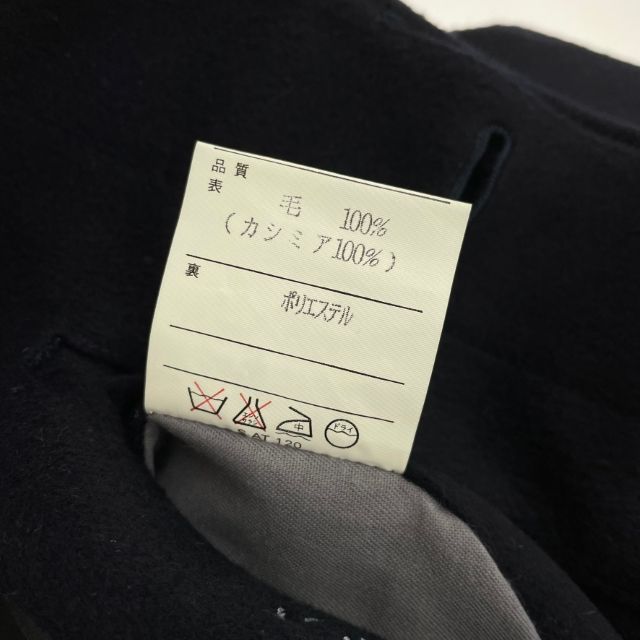 品質
表
毛 100%
(カシミア100%)
裏
ポリエステル
中
ドライ